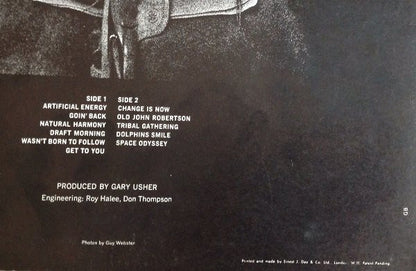 SIDE 1
ARTIFICIAL ENERGY
GOIN' BACK
NATURAL HARMONY
DRAFT MORNING
WASN'T BORN TO FOLLOW
GET TO YOU
SIDE 2
CHANGE IS NOW
OLD JOHN ROBERTSON
TRIBAL GATHERING
DOLPHINS SMILE
SPACE ODYSSEY
PRODUCED BY GARY USHER
Engineering: Roy Halee, Don Thompson
Photos by Guy Webster
Printed and made by Ernest J. Day & Co. Ltd. London. W.11. Patent Pending
GB